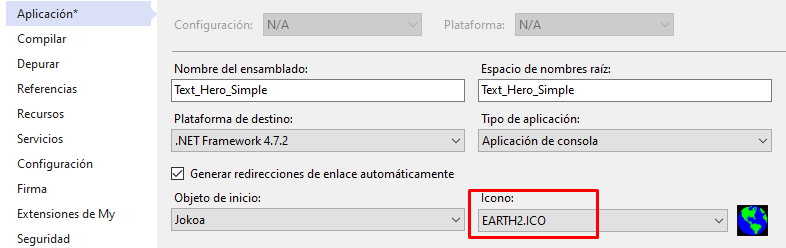 Aplicación*
Compilar
Depurar
Referencias
Recursos
Servicios
Configuración
Firma
Extensiones de My
Seguridad
Configuración: N/A Plataforma: N/A
Nombre del ensamblado: Espacio de nombres raíz:
Text_Hero_Simple Text_Hero_Simple
Plataforma de destino: Tipo de aplicación:
.NET Framework 4.7.2 Aplicación de consola
Generar redirecciones de enlace automáticamente
Objeto de inicio: Icono:
Jokoa EARTH2.ICO